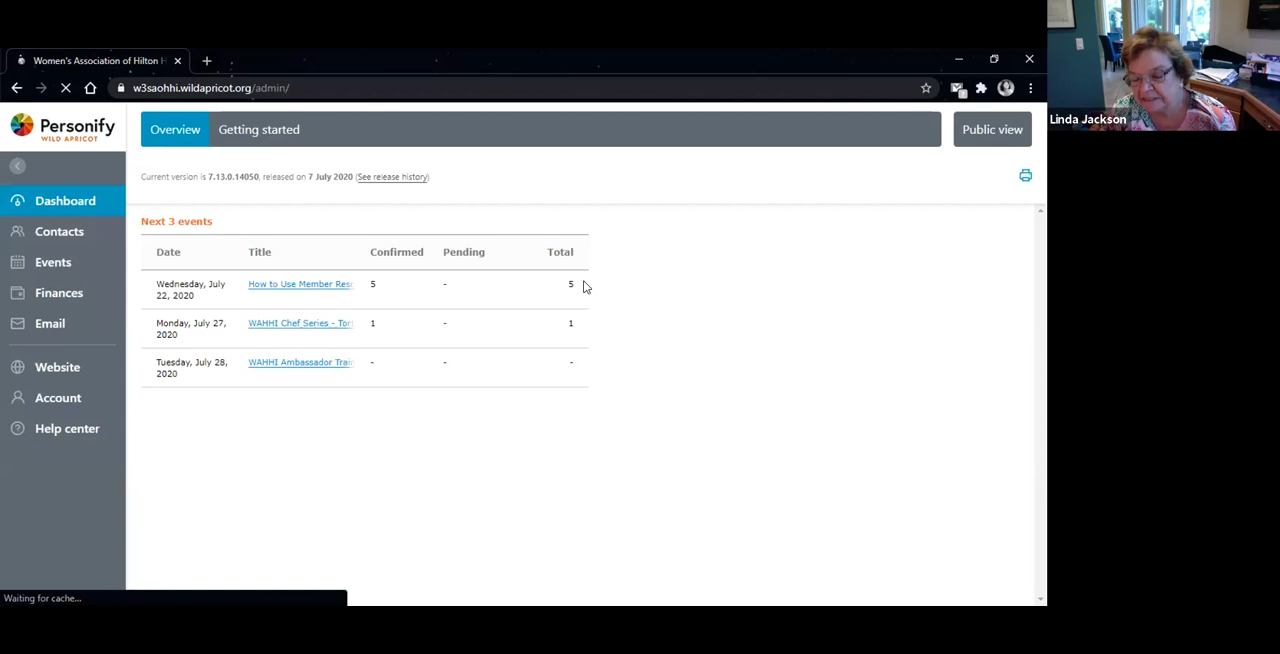 Women's Association of Hilton H
w3saohhi.wildapricot.org/admin/
Linda Jackson
Personify
WILD APRICOT
Overview
Getting started
Public view
Current version is 7.13.0.14050, released on 7 July 2020 (See release history)
Dashboard
Contacts
Events
Finances
Email
Website
Account
Help center
Next 3 events
Date Title Confirmed Pending Total
Wednesday, July How to Use Member Reso 5 - 5
22, 2020
Monday, July 27, WAHHI Chef Series - Tor 1 - 1
2020
Tuesday, July 28, WAHHI Ambassador Train - - -
2020
Waiting for cache...